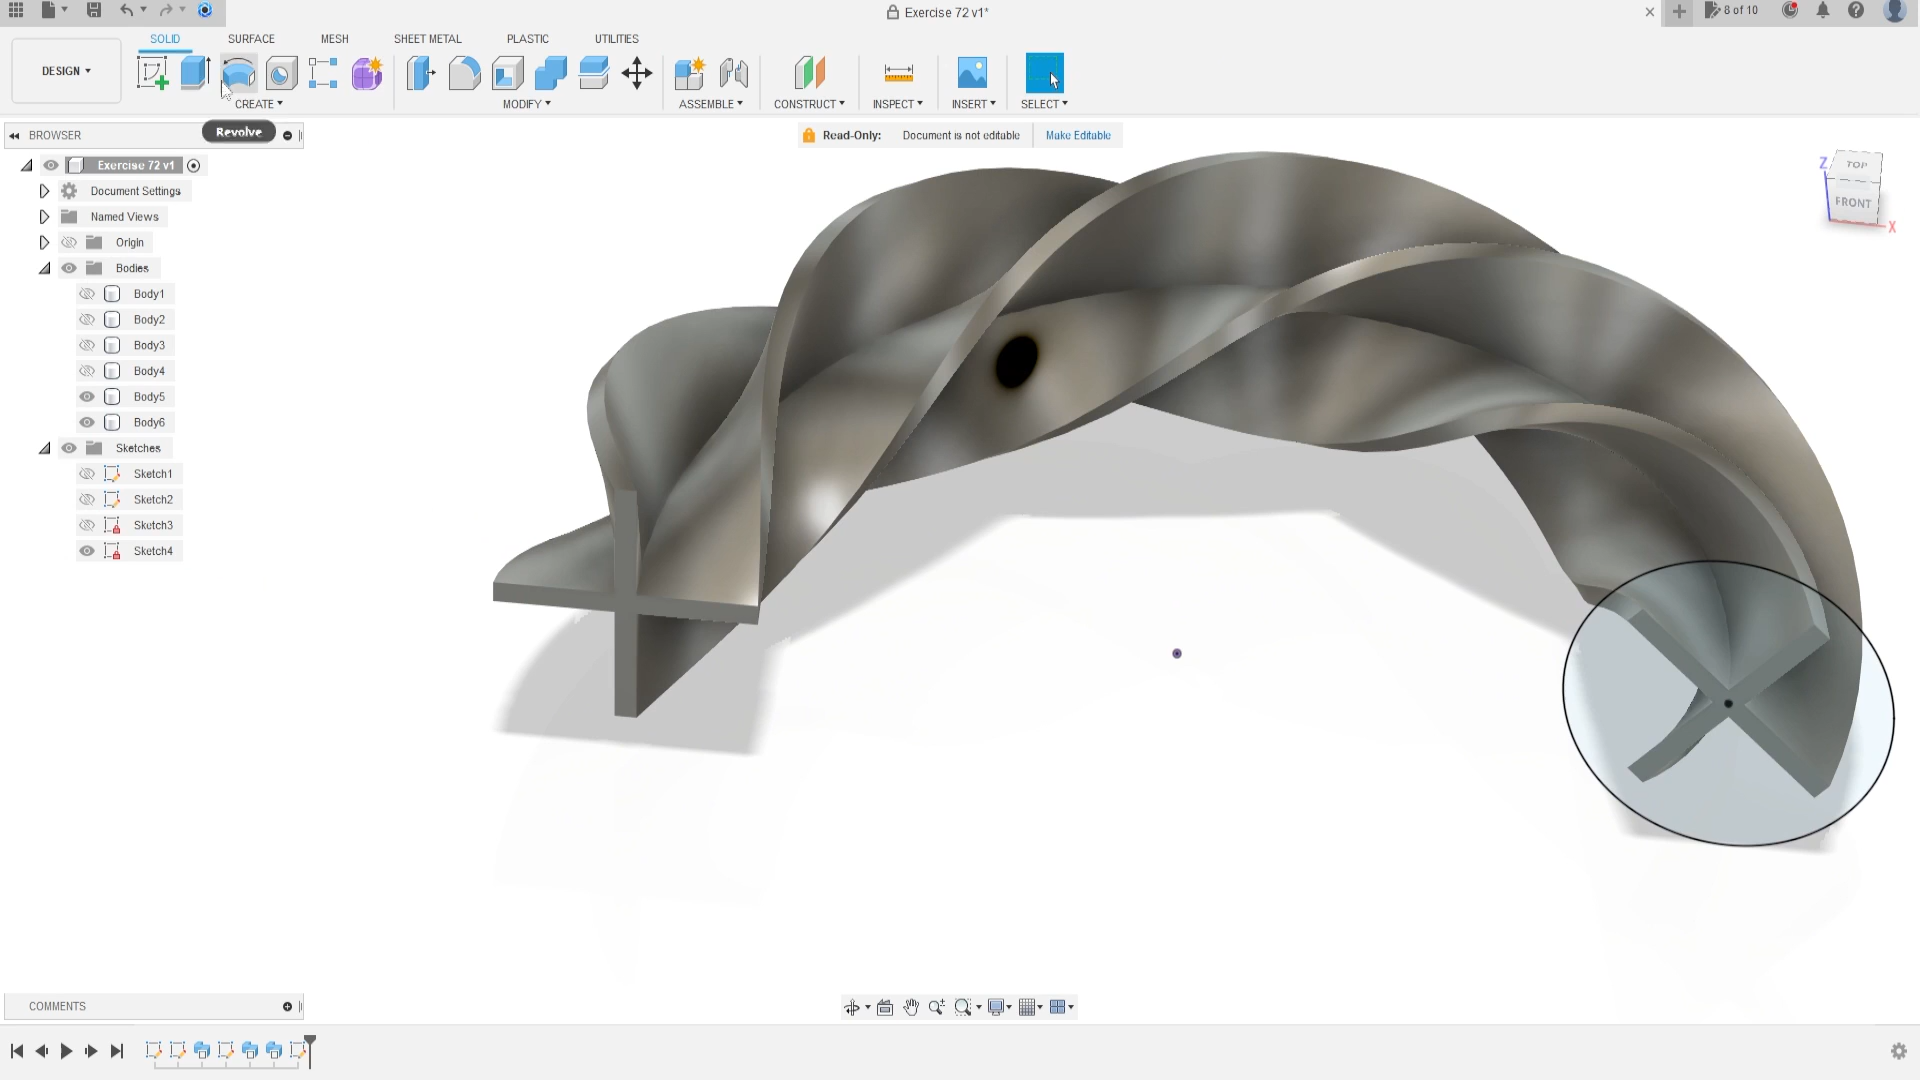 Exercise 72 v1*
8 of 10
DESIGN
SOLID
SURFACE
MESH
SHEET METAL
PLASTIC
UTILITIES
CREATE
MODIFY
ASSEMBLE
CONSTRUCT
INSPECT
INSERT
SELECT
Revolve
BROWSER
Read-Only: Document is not editable Make Editable
Exercise 72 v1
Document Settings
Named Views
Origin
Bodies
Body1
Body2
Body3
Body4
Body5
Body6
Sketches
Sketch1
Sketch2
Sketch3
Sketch4
Z
TOP
FRONT
X
COMMENTS